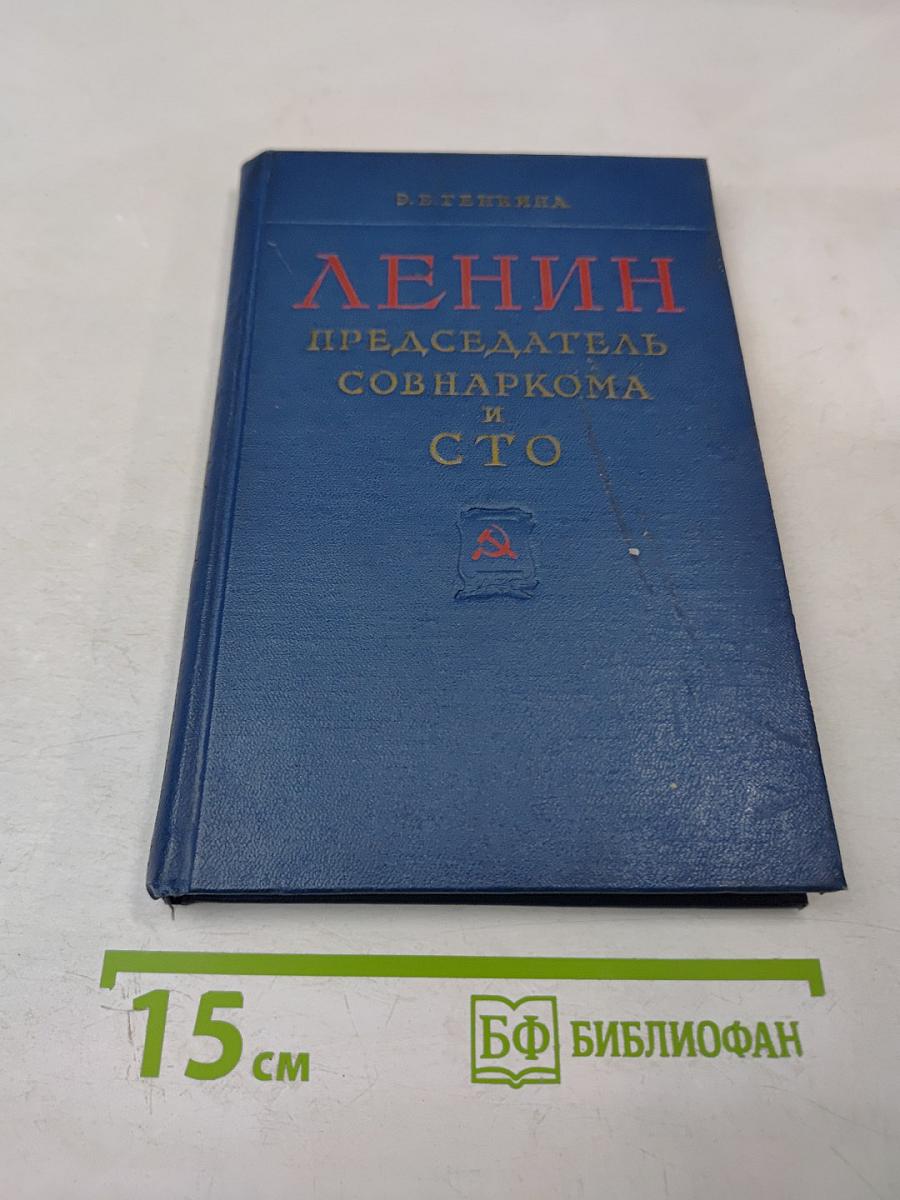 Э.Б.ГЕНКИНА
ЛЕНИН
ПРЕДСЕДАТЕЛЬ
СОВНАРКОМА
И
СТО
15 см
БФ БИБЛИОФАН